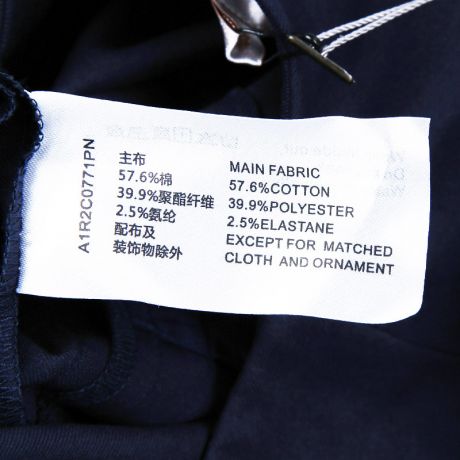 A1R2C0771PN
主布
57.6%棉
39.9%聚酯纤维
2.5%氨纶
配布及
装饰物除外
MAIN FABRIC
57.6%COTTON
39.9%POLYESTER
2.5%ELASTANE
EXCEPT FOR MATCHED
CLOTH AND ORNAMENT